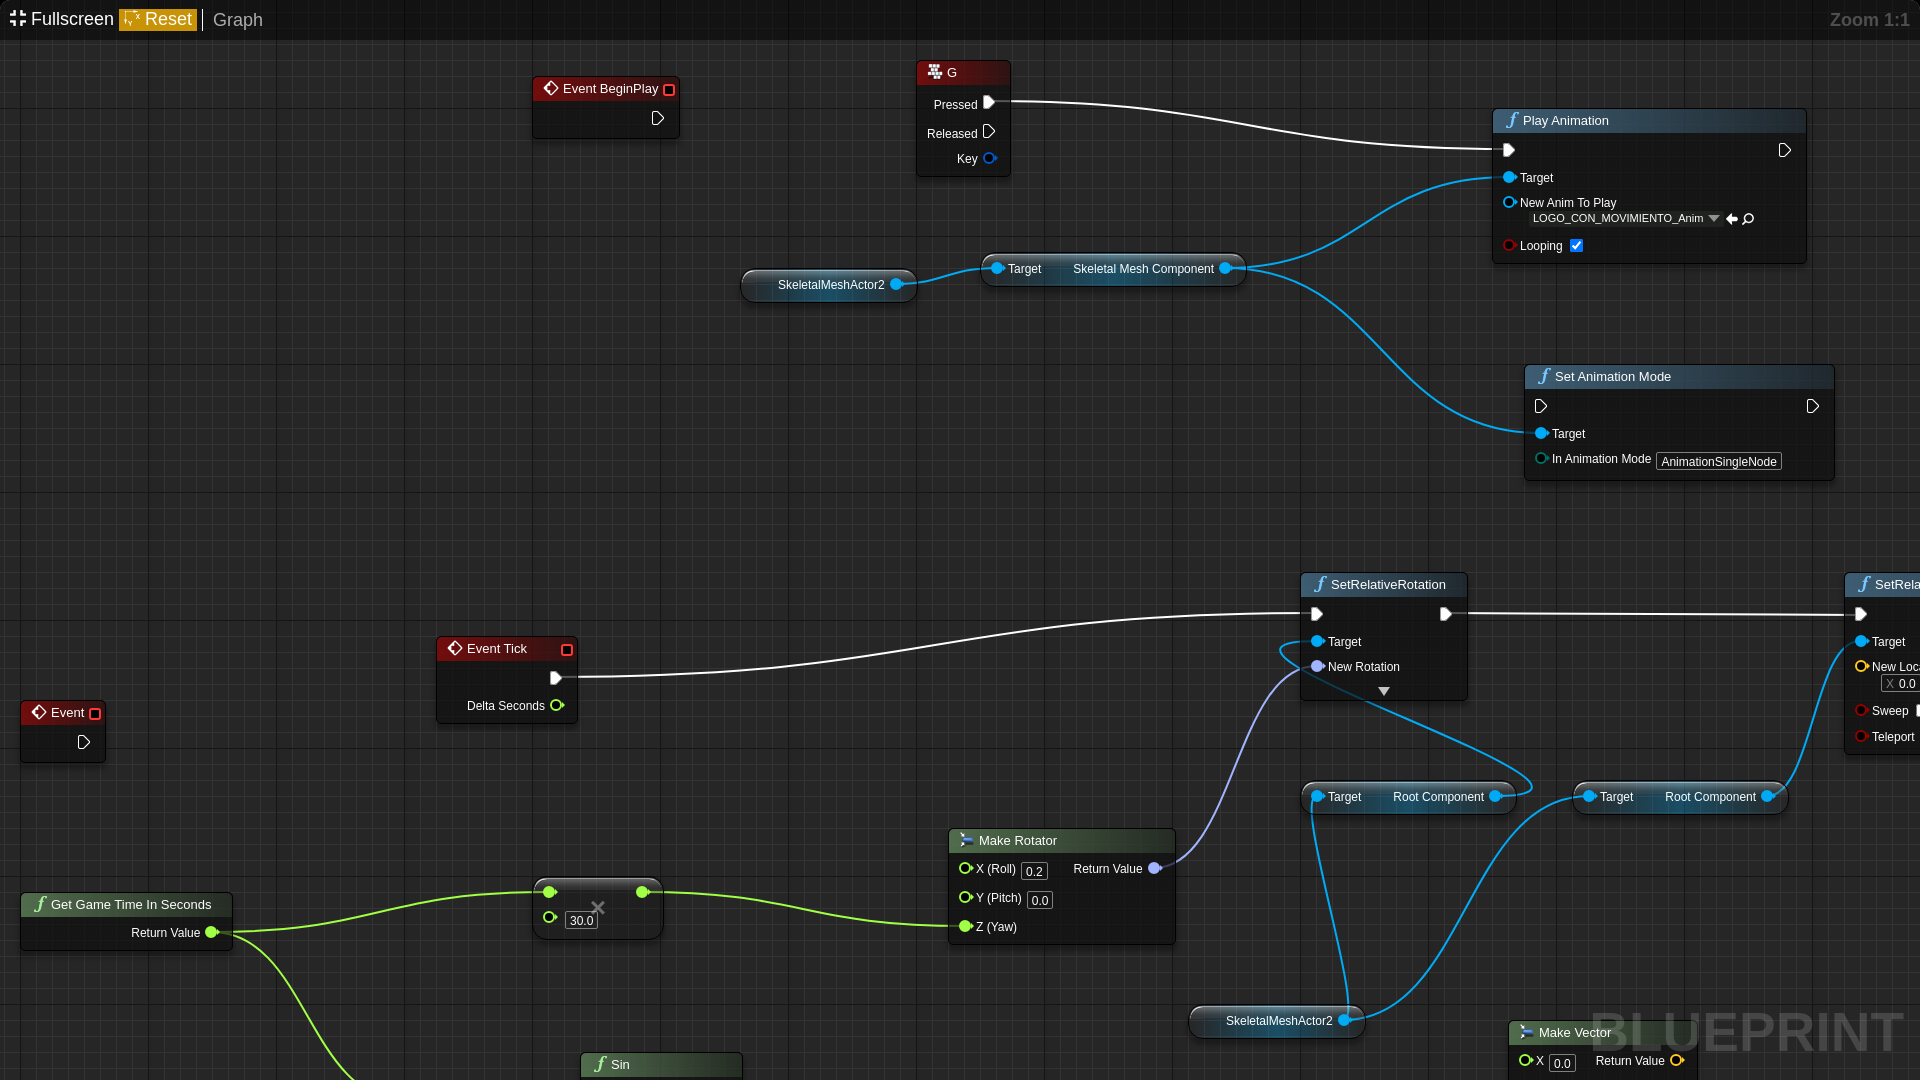 Fullscreen Reset Graph
Zoom 1:1
Event BeginPlay
G
Pressed
Released
Key
Play Animation
Target
New Anim To Play
LOGO_CON_MOVIMIENTO_Anim
Looping
SkeletalMeshActor2
Target Skeletal Mesh Component
Set Animation Mode
Target
In Animation Mode AnimationSingleNode
SetRelativeRotation
Target
New Rotation
SetRela
Target
New Loca
X 0.0
Sweep
Teleport
Event Tick
Delta Seconds
Event
Target Root Component
Target Root Component
Make Rotator
X (Roll) 0.2 Return Value
Y (Pitch) 0.0
Z (Yaw)
Get Game Time In Seconds
Return Value
30.0
SkeletalMeshActor2
Make Vector
X 0.0 Return Value
Sin
BLUEPRINT